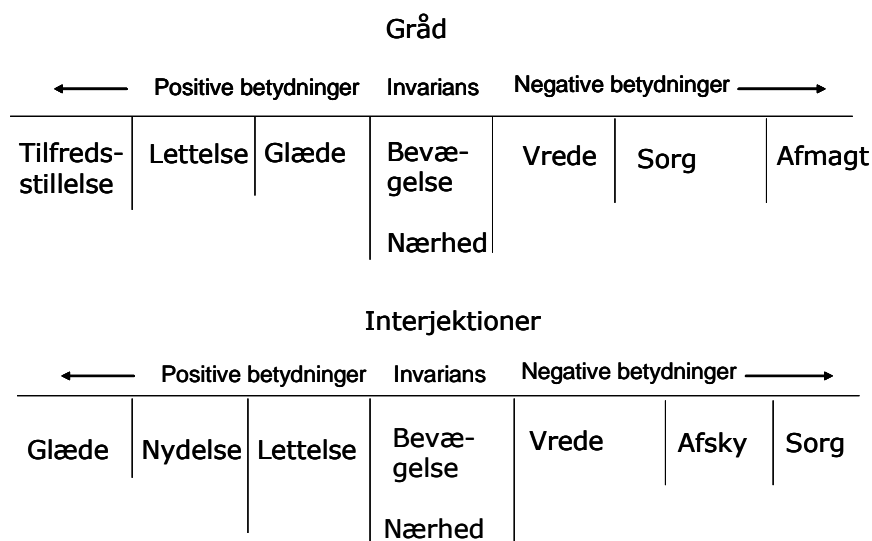 Gråd
Positive betydninger Invarians Negative betydninger
Tilfreds- Lettelse Glæde Bevæ- Vrede Sorg Afmagt
stillelse gelse
Nærhed
Interjektioner
Positive betydninger Invarians Negative betydninger
Glæde Nydelse Lettelse Bevæ- Vrede Afsky Sorg
gelse
Nærhed